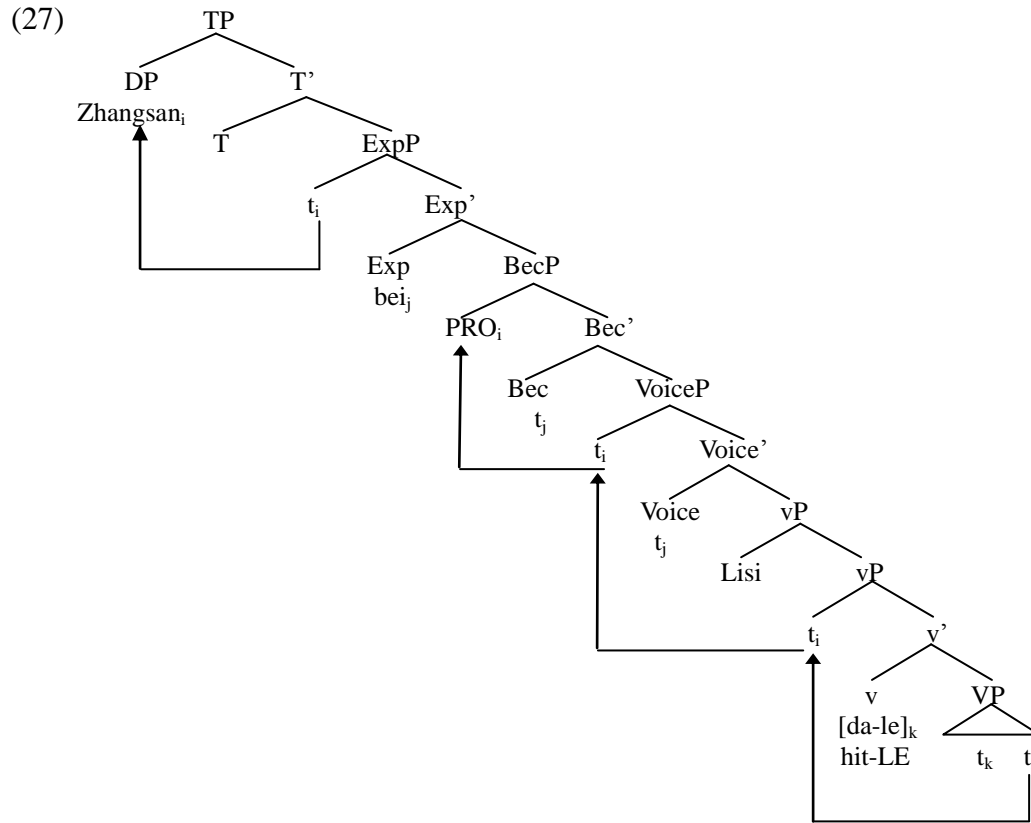 (27)
TP
DP T’
Zhangsani
T ExpP
ti Exp’
Exp BecP
beij
PROi Bec’
Bec VoiceP
tj
ti Voice’
Voice vP
tj
Lisi vP
ti v’
v VP
[da-le]k
hit-LE tk t